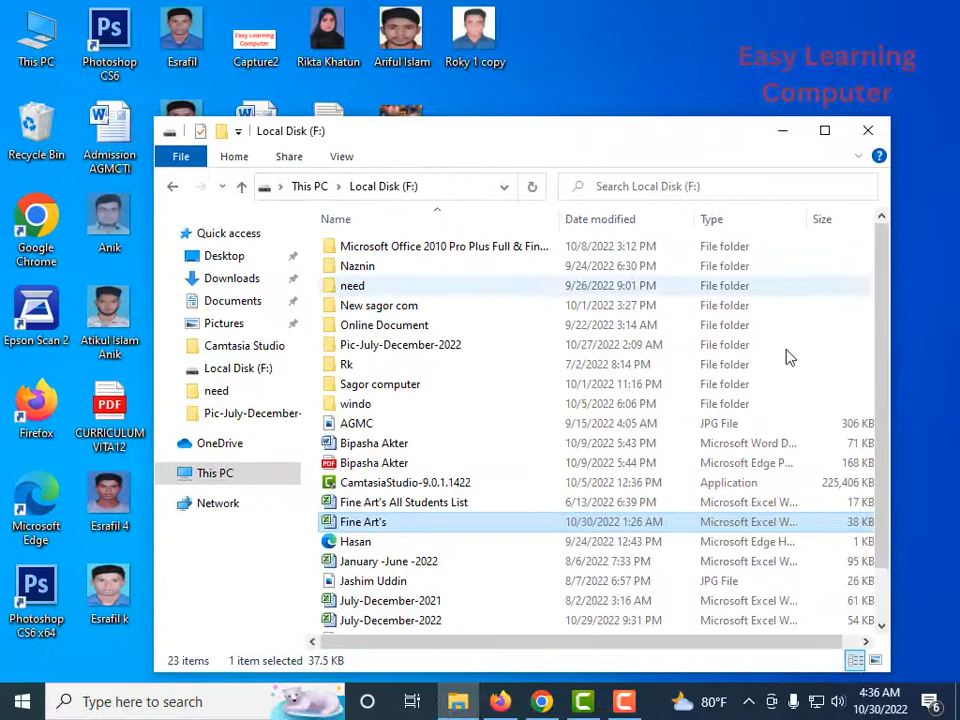 This PC
Photoshop CS6
Esrafil
Easy Learning
Computer
Capture2
Rikta Khatun
Ariful Islam
Roky 1 copy
Easy Learning
Computer
Recycle Bin
Admission AGMCTI
Google Chrome
Anik
Epson Scan 2
Atikul Islam Anik
Firefox
PDF
CURRICULUM VITA12
Microsoft Edge
Esrafil 4
Photoshop CS6 x64
Esrafil k
Local Disk (F:)
File Home Share View
This PC Local Disk (F:)
Search Local Disk (F:)
Quick access
Desktop
Downloads
Documents
Pictures
Camtasia Studio
Local Disk (F:)
need
Pic-July-December-
OneDrive
This PC
Network
Name Date modified Type Size
Microsoft Office 2010 Pro Plus Full & Fin... 10/8/2022 3:12 PM File folder
Naznin 9/24/2022 6:30 PM File folder
need 9/26/2022 9:01 PM File folder
New sagor com 10/1/2022 3:27 PM File folder
Online Document 9/22/2022 3:14 AM File folder
Pic-July-December-2022 10/27/2022 2:09 AM File folder
Rk 7/2/2022 8:14 PM File folder
Sagor computer 10/1/2022 11:16 PM File folder
windo 10/5/2022 6:06 PM File folder
AGMC 9/15/2022 4:05 AM JPG File 306 KB
Bipasha Akter 10/9/2022 5:43 PM Microsoft Word D... 71 KB
Bipasha Akter 10/9/2022 5:44 PM Microsoft Edge P... 168 KB
CamtasiaStudio-9.0.1.1422 10/5/2022 12:36 PM Application 225,406 KB
Fine Art's All Students List 6/13/2022 6:39 PM Microsoft Excel W... 17 KB
Fine Art's 10/30/2022 1:26 AM Microsoft Excel W... 38 KB
Hasan 9/24/2022 12:43 PM Microsoft Edge H... 1 KB
January -June -2022 8/6/2022 7:33 PM Microsoft Excel W... 95 KB
Jashim Uddin 8/7/2022 6:57 PM JPG File 26 KB
July-December-2021 8/2/2022 3:16 AM Microsoft Excel W... 61 KB
July-December-2022 10/29/2022 9:31 PM Microsoft Excel W... 54 KB
23 items 1 item selected 37.5 KB
Type here to search
80°F
4:36 AM
10/30/2022
6